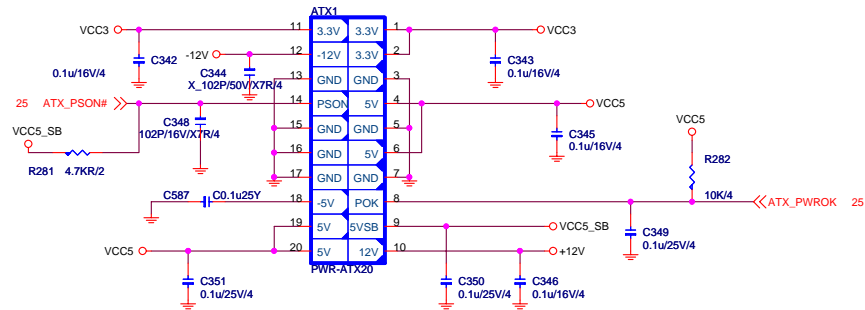 ATX1
VCC3
11
3.3V
3.3V
1
VCC3
-12V
12
-12V
3.3V
2
C342
0.1u/16V/4
C344
X_102P/50V/X7R/4
C343
0.1u/16V/4
13
GND
GND
3
25
ATX_PSON#
14
PSON
5V
4
VCC5
C348
102P/16V/X7R/4
VCC5_SB
15
GND
GND
5
C345
0.1u/16V/4
VCC5
16
GND
5V
6
R281
4.7KR/2
17
GND
GND
7
R282
10K/4
C587
C0.1u25Y
18
-5V
POK
8
ATX_PWROK
25
19
5V
5VSB
9
VCC5_SB
C349
0.1u/25V/4
VCC5
20
5V
12V
10
+12V
PWR-ATX20
C351
0.1u/25V/4
C350
0.1u/25V/4
C346
0.1u/16V/4